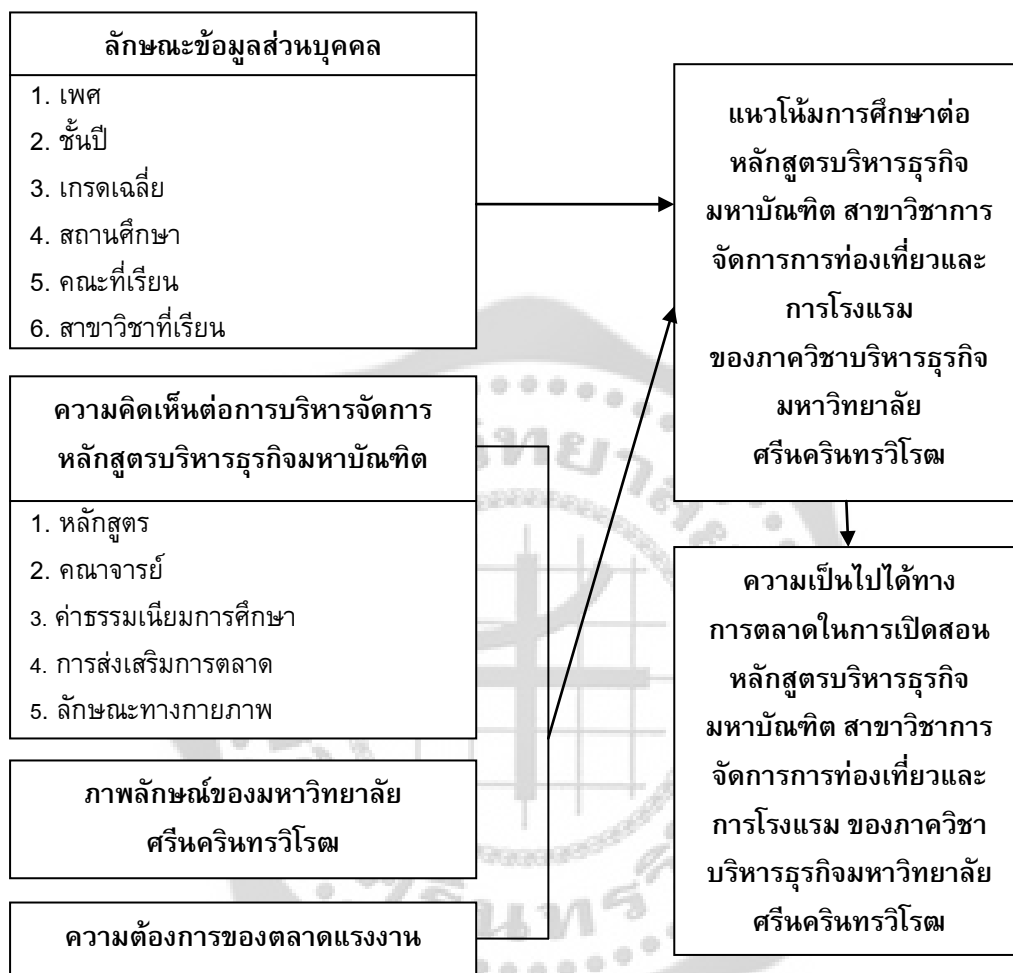 ลักษณะข้อมูลส่วนบุคคล
1. เพศ
2. ชั้นปี
3. เกรดเฉลี่ย
4. สถานศึกษา
5. คณะที่เรียน
6. สาขาวิชาที่เรียน
ความคิดเห็นต่อการบริหารจัดการ
หลักสูตรบริหารธุรกิจมหาบัณฑิต
1. หลักสูตร
2. คณาจารย์
3. ค่าธรรมเนียมการศึกษา
4. การส่งเสริมการตลาด
5. ลักษณะทางกายภาพ
ภาพลักษณ์ของมหาวิทยาลัย
ศรีนครินทรวิโรฒ
ความต้องการของตลาดแรงงาน
แนวโน้มการศึกษาต่อ
หลักสูตรบริหารธุรกิจ
มหาบัณฑิต สาขาวิชาการ
จัดการการท่องเที่ยวและ
การโรงแรม
ของภาควิชาบริหารธุรกิจ
มหาวิทยาลัย
ศรีนครินทรวิโรฒ
ความเป็นไปได้ทาง
การตลาดในการเปิดสอน
หลักสูตรบริหารธุรกิจ
มหาบัณฑิต สาขาวิชาการ
จัดการการท่องเที่ยวและ
การโรงแรม ของภาควิชา
บริหารธุรกิจมหาวิทยาลัย
ศรีนครินทรวิโรฒ